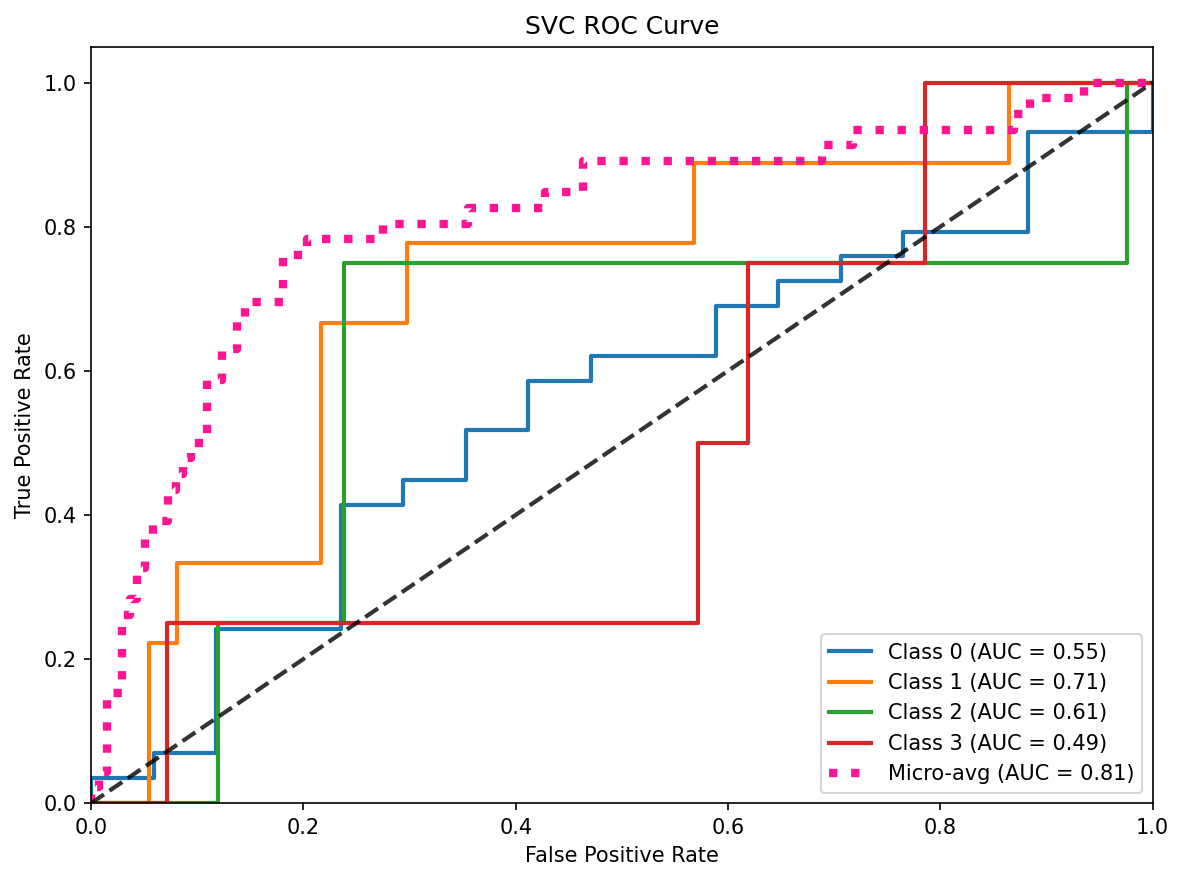 SVC ROC Curve
True Positive Rate
1.0
0.8
0.6
0.4
0.2
0.0
0.0 0.2 0.4 0.6 0.8 1.0
False Positive Rate
Class 0 (AUC = 0.55)
Class 1 (AUC = 0.71)
Class 2 (AUC = 0.61)
Class 3 (AUC = 0.49)
Micro-avg (AUC = 0.81)